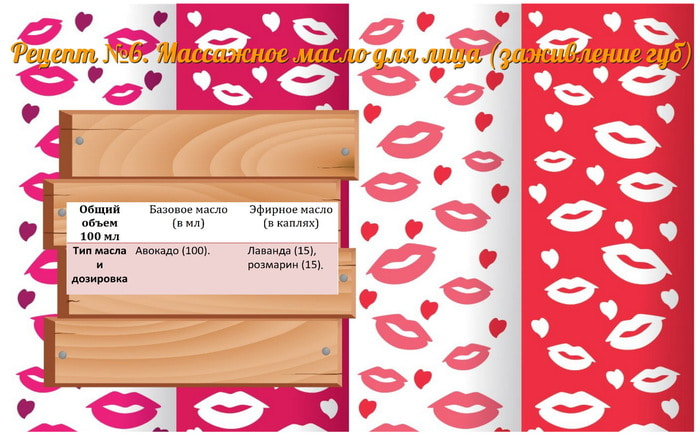 Рецепт №6. Массажное масло для лица (заживление губ)
Общий Базовое масло Эфирное масло
объем (в мл) (в каплях)
100 мл
Тип масла Авокадо (100). Лаванда (15),
и розмарин (15).
дозировка